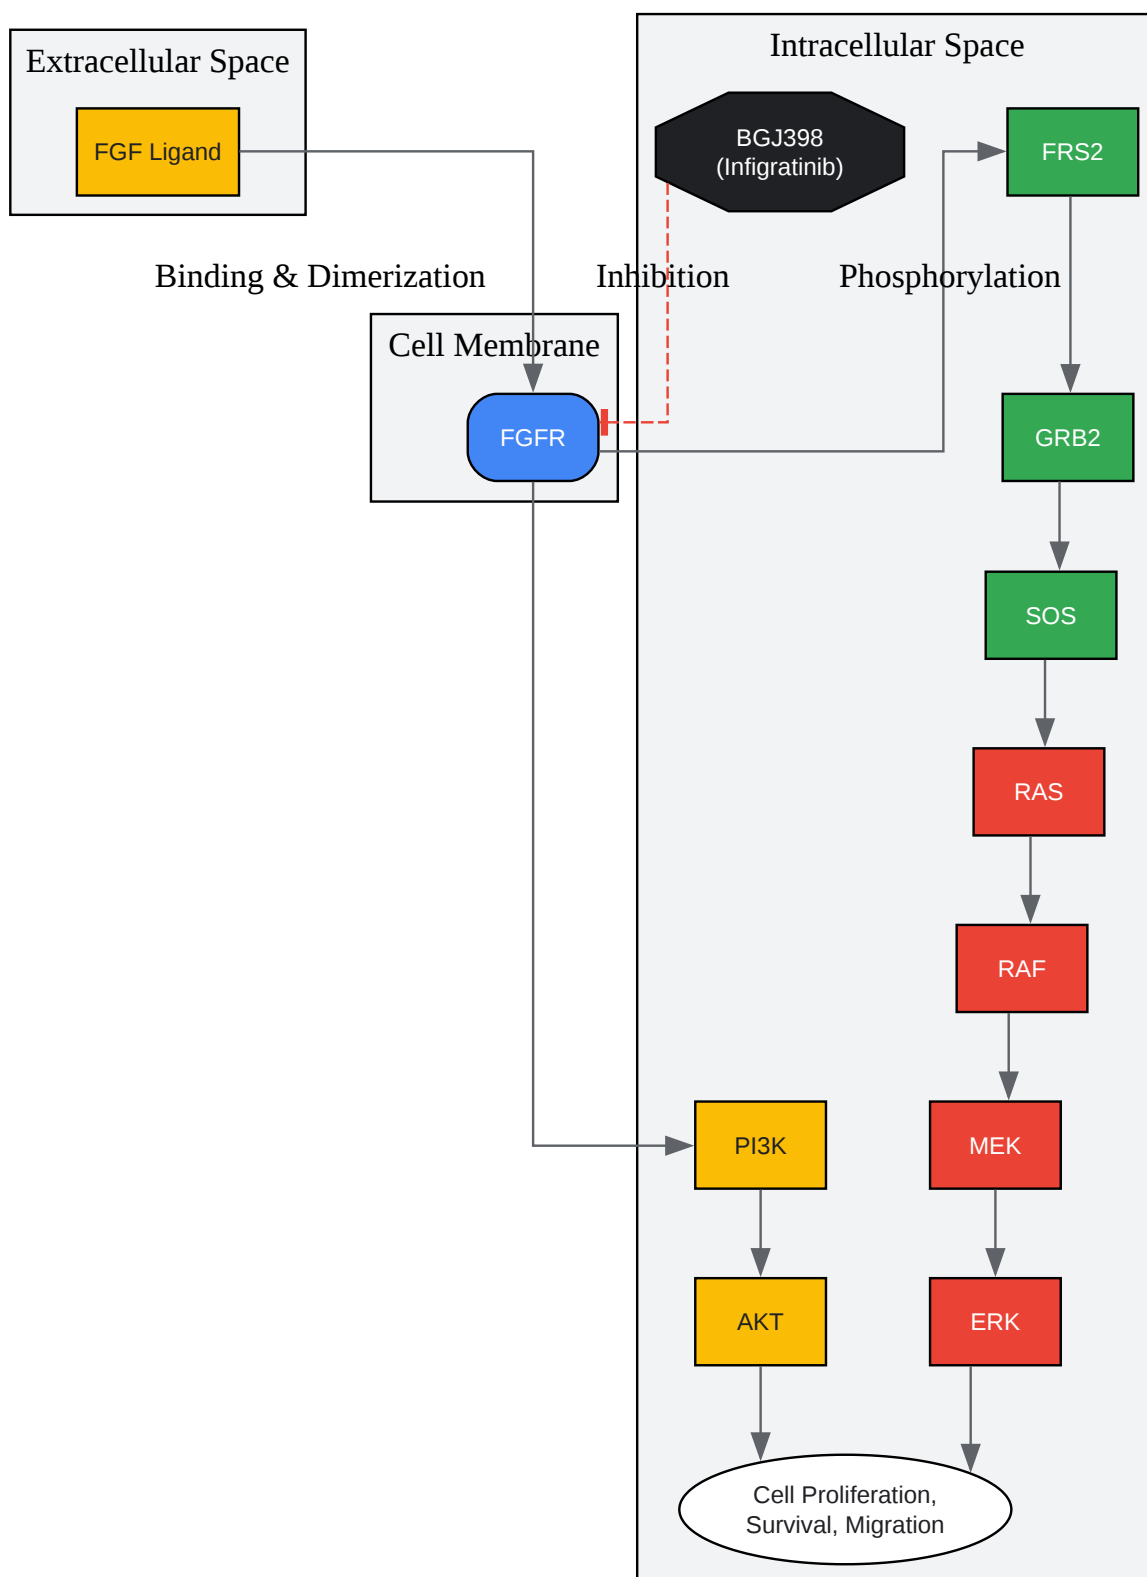 Extracellular Space
FGF Ligand
Intracellular Space
BGJ398
(Infigratinib)
FRS2
Binding & Dimerization
Inhibition
Phosphorylation
Cell Membrane
FGFR
GRB2
SOS
RAS
RAF
PI3K
MEK
AKT
ERK
Cell Proliferation,
Survival, Migration